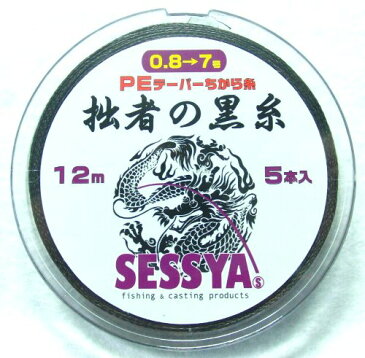 0.8→7号
PEテーパーちから糸
拙者の黒糸
12m 5本入
SESSYA S
fishing & casting products